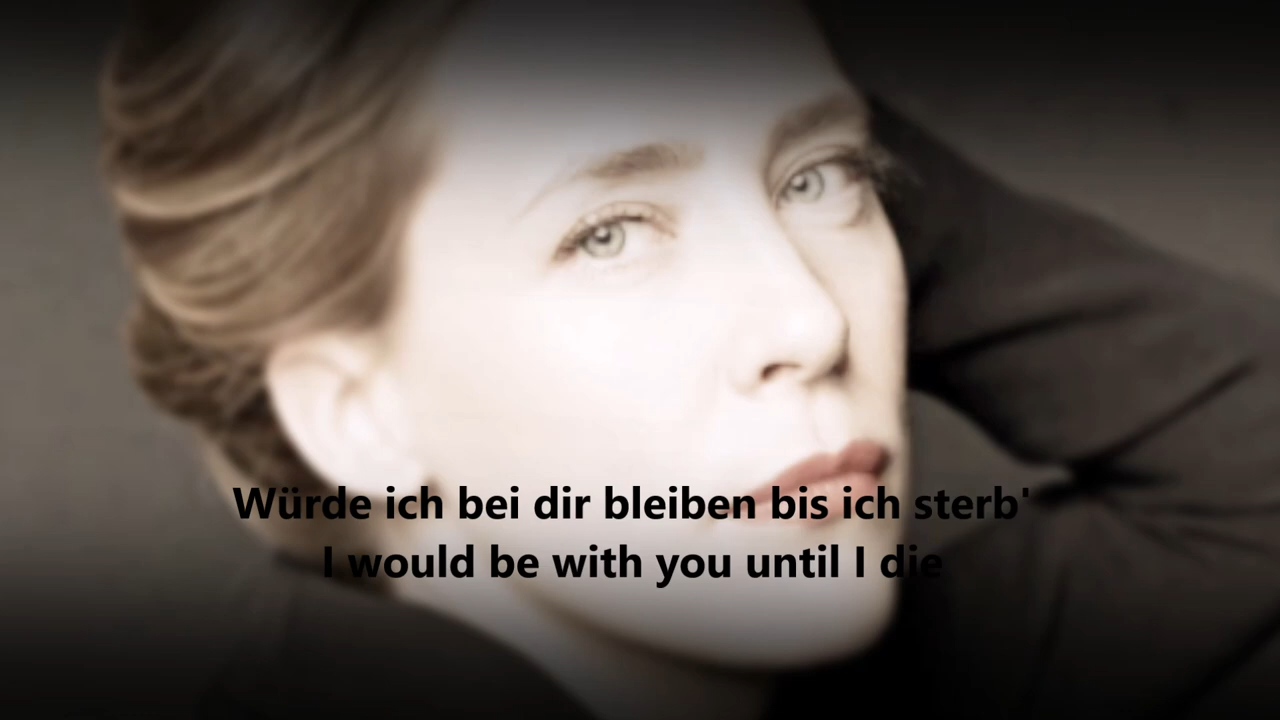 Würde ich bei dir bleiben bis ich sterb'
I would be with you until I die